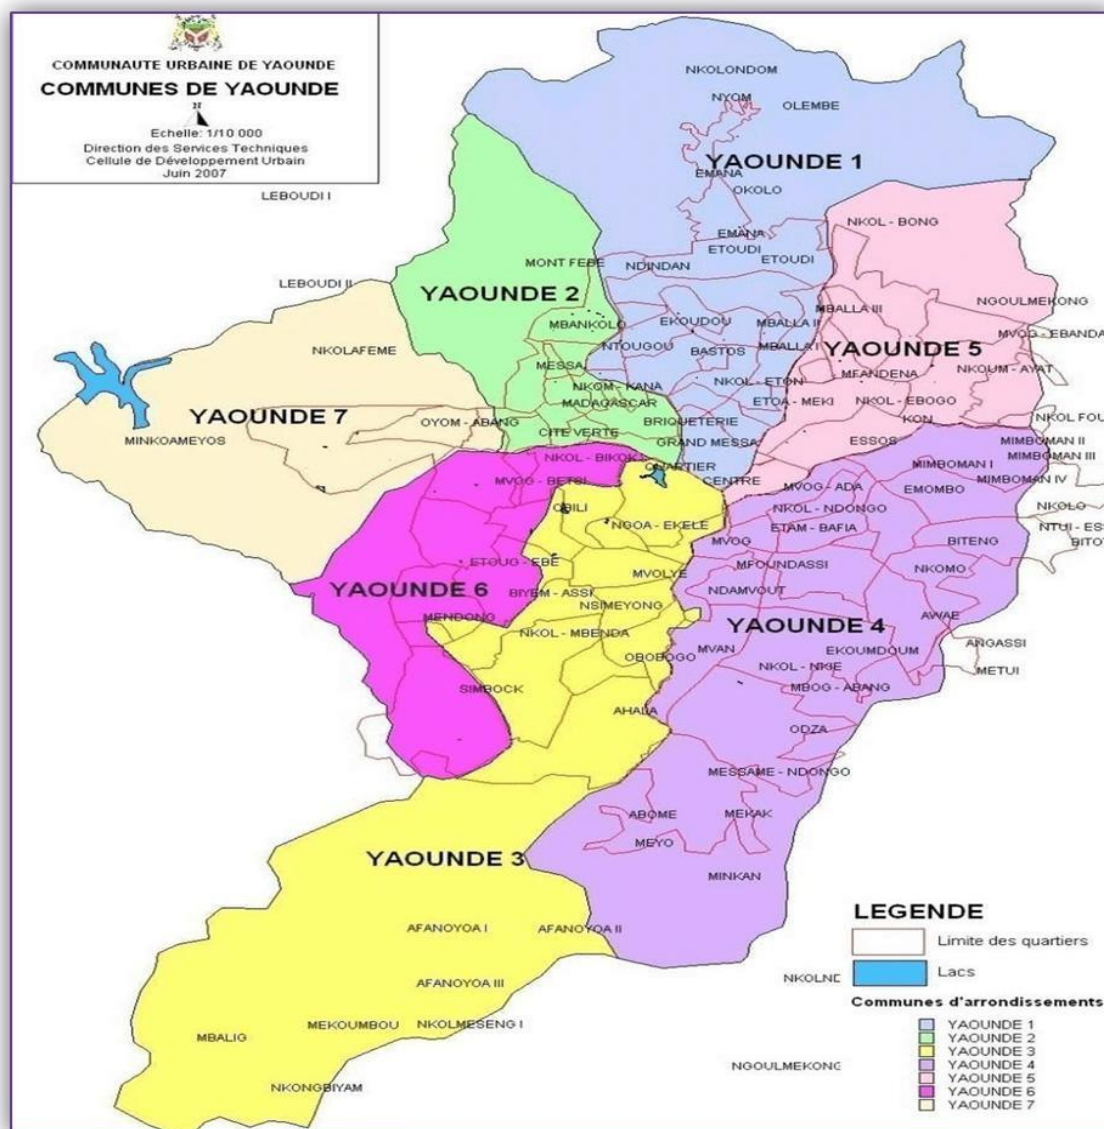 COMMUNAUTE URBAINE DE YAOUNDE
COMMUNES DE YAOUNDE
N
Echelle: 1/10 000
Direction des Services Techniques
Cellule de Développement Urbain
Juin 2007
LEBOUDI I
NKOLONDOM
NYOM
OLEMBE
YAOUNDE 1
EMANA
OKOLO
NKOL - BONG
EMANA
ETOUDI
ETOUDI
MONT FEBE
NDINDAN
LEBOUDI II
YAOUNDE 2
NGOULMEKONG
MBALLA III
MBANKOLO
EKOUDOU
MBALLA II
MVOG - EBANDA
NTOUGOU
BASTOS
MBALLA I
YAOUNDE 5
NKOLAFEME
MESSA
MFANDENA
NKOUM - AYAT
NKOM - KANA
NKOL - ETON
MADAGASCAR
ETOA - MEKI
NKOL - EBOGO
YAOUNDE 7
OYOM - ABANG
BRIQUETERIE
KON
NKOL FOU
MINKOAMEYOS
CITE VERTE
GRAND MESSA
ESSOS
MIMBOMAN II
NKOL - BIKOK
MIMBOMAN III
QUARTIER
MIMBOMAN I
MVOG - BETSI
CENTRE
MVOG - ADA
EMOMBO
MIMBOMAN IV
OBILI
NKOL - NDONGO
NKOLO
NGOA - EKELE
ETAM - BAFIA
NTUI - ESS
MVOG
BITENG
BITOT
ETOUG - EBE
MFOUNDASSI
NKOMO
MVOLYE
YAOUNDE 6
BIYEM - ASSI
NDAMVOUT
NSIMEYONG
MENDONG
AWAE
NKOL - MBENDA
YAOUNDE 4
ANGASSI
MVAN
EKOUMDOUM
OBOBOGO
NKOL - NGE
METUI
SIMBOCK
MBOG - ABANG
AHALA
ODZA
MESSAME - NDONGO
ABOME
MEKAK
MEYO
YAOUNDE 3
MINKAN
AFANOYOA I
AFANOYOA II
AFANOYOA III
NKOLND
MEKOUMBOU
NKOLMESENG I
MBALIG
NGOULMEKONG
NKONGBIYAM
LEGENDE
Limite des quartiers
Lacs
Communes d'arrondissements
YAOUNDE 1
YAOUNDE 2
YAOUNDE 3
YAOUNDE 4
YAOUNDE 5
YAOUNDE 6
YAOUNDE 7